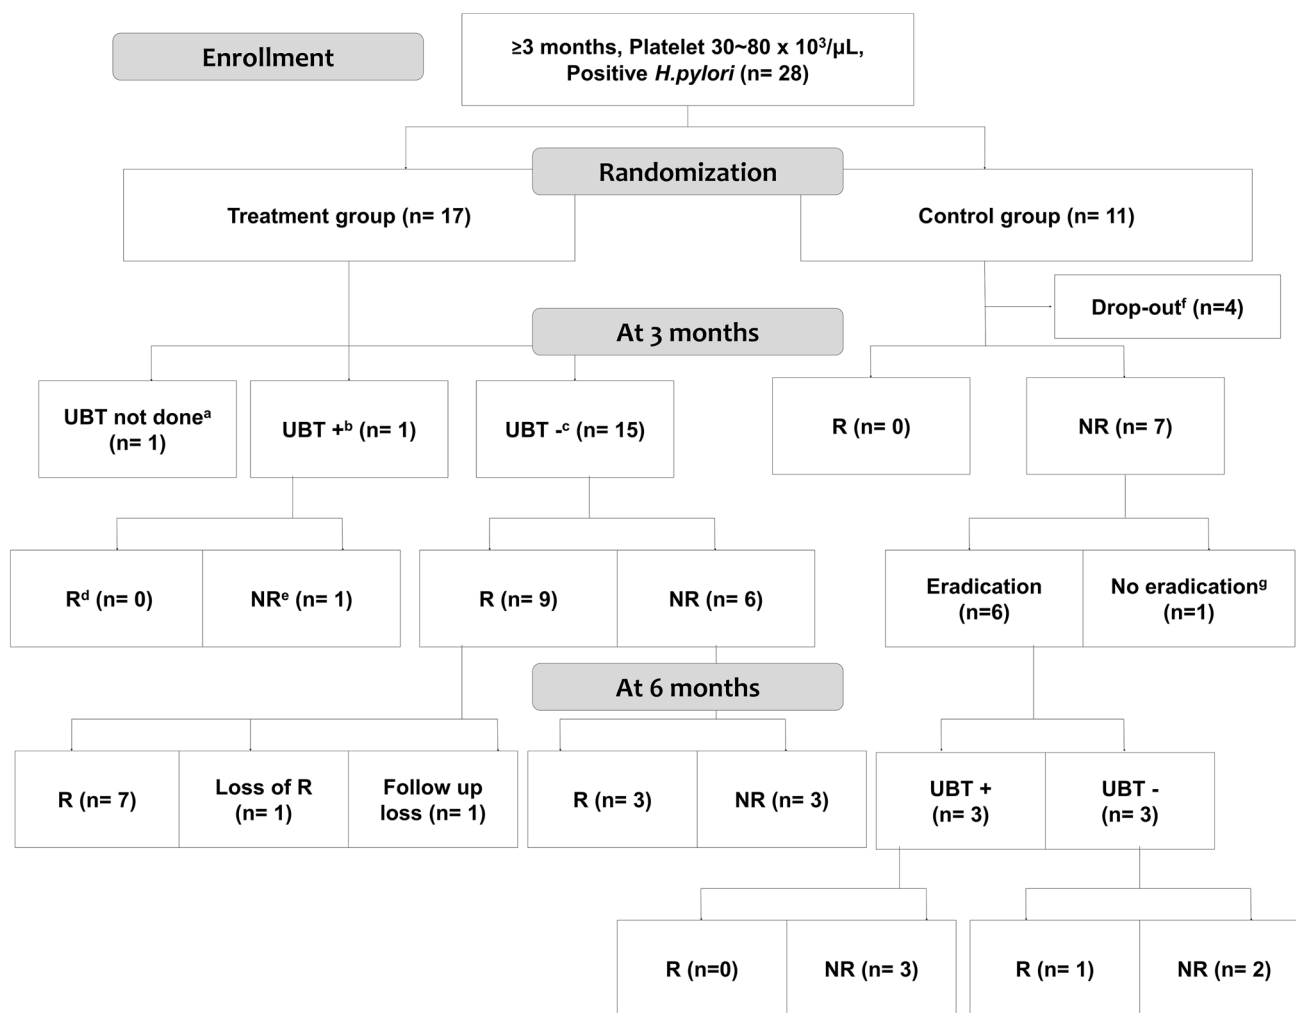 Enrollment
≥3 months, Platelet 30~80 x 10³/µL,
Positive H.pylori (n= 28)
Randomization
Treatment group (n= 17)
Control group (n= 11)
Drop-outᶠ (n=4)
At 3 months
UBT not doneᵃ
(n= 1)
UBT +ᵇ (n= 1)
UBT -ᶜ (n= 15)
R (n= 0)
NR (n= 7)
Rᵈ (n= 0)
NRᵉ (n= 1)
R (n= 9)
NR (n= 6)
Eradication
(n=6)
No eradicationᵍ
(n=1)
At 6 months
R (n= 7)
Loss of R
(n= 1)
Follow up
loss (n= 1)
R (n= 3)
NR (n= 3)
UBT +
(n= 3)
UBT -
(n= 3)
R (n=0)
NR (n= 3)
R (n= 1)
NR (n= 2)